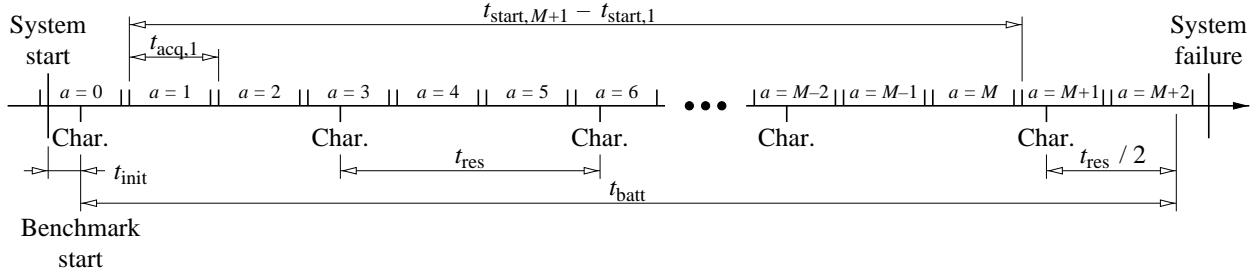 t_start, M+1 – t_start,1
System start
System failure
t_acq,1
a = 0 a = 1 a = 2 a = 3 a = 4 a = 5 a = 6 ●●● a = M–2 a = M–1 a = M a = M+1 a = M+2
Char. Char. Char. Char. Char.
t_init t_res t_res / 2
t_batt
Benchmark
start